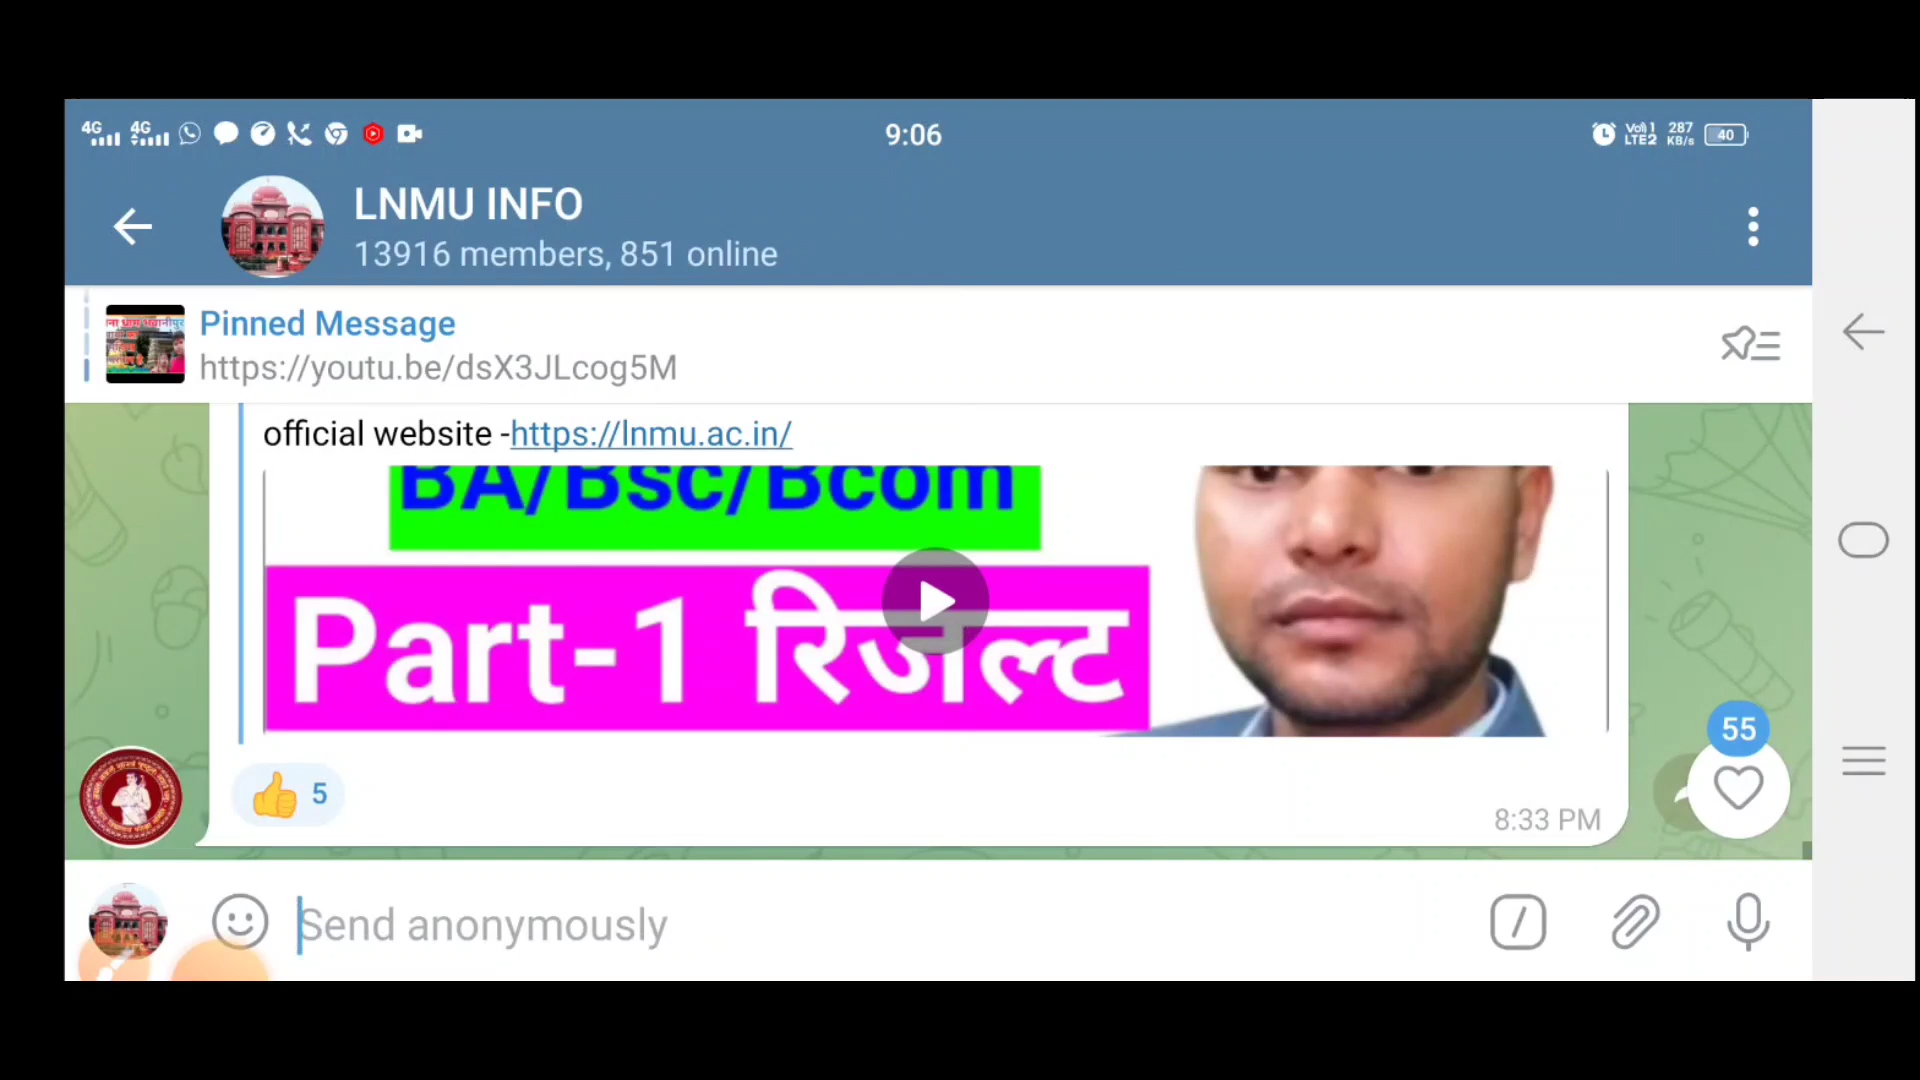 4G 4G 9:06 Vo)) 1 LTE2 287 KB/s 40
LNMU INFO
13916 members, 851 online
Pinned Message
https://youtu.be/dsX3JLcog5M
official website -https://lnmu.ac.in/
BA/Bsc/Bcom
Part-1 रिजल्ट
55
5
8:33 PM
Send anonymously